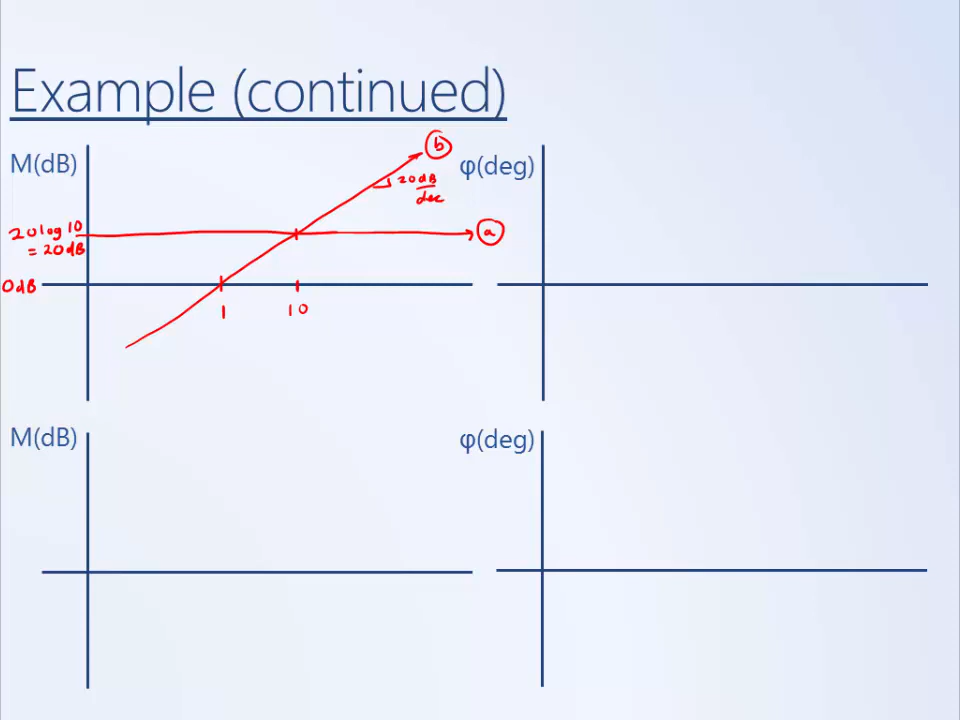 Example (continued)
M(dB)
b
20dB/dec
φ(deg)
20log10
= 20dB
a
0dB
1
10
M(dB)
φ(deg)